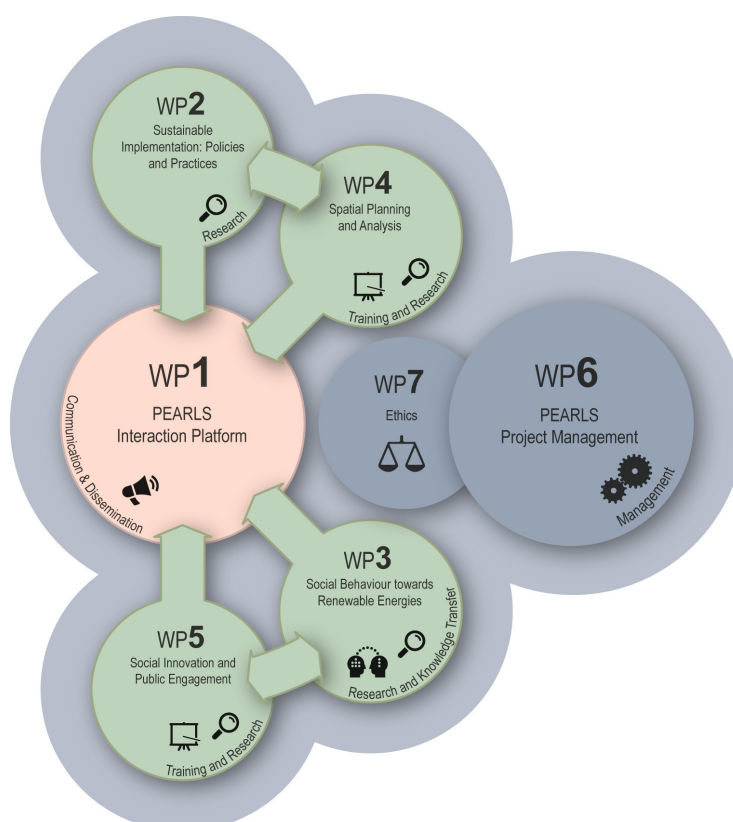 WP2
Sustainable
Implementation: Policies
and Practices
Research
WP4
Spatial Planning
and Analysis
Training and Research
WP1
PEARLS
Interaction Platform
Communication & Dissemination
WP7
Ethics
WP6
PEARLS
Project Management
Management
WP3
Social Behaviour towards
Renewable Energies
Research and Knowledge Transfer
WP5
Social Innovation and
Public Engagement
Training and Research